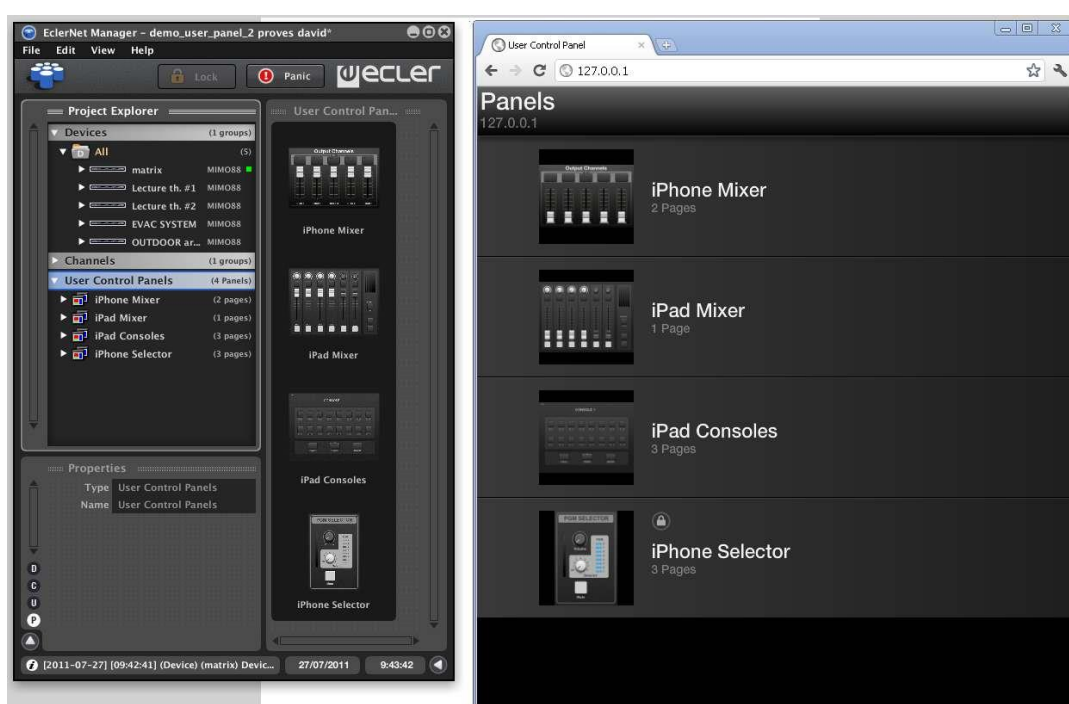 EclerNet Manager - demo_user_panel_2 proves david*
File Edit View Help
Lock
Panic
ecler
Project Explorer
Devices (1 groups)
All (5)
matrix MIMO88
Lecture th. #1 MIMO88
Lecture th. #2 MIMO88
EVAC SYSTEM MIMO88
OUTDOOR ar... MIMO88
Channels (1 groups)
User Control Panels (4 Panels)
iPhone Mixer (2 pages)
iPad Mixer (1 pages)
iPad Consoles (3 pages)
iPhone Selector (3 pages)
Properties
Type User Control Panels
Name User Control Panels
D
C
U
P
User Control Pan...
Output Channels
iPhone Mixer
iPad Mixer
iPad Consoles
PGM SELECTOR
iPhone Selector
[2011-07-27] [09:42:41] (Device) (matrix) Devic... 27/07/2011 9:43:42
User Control Panel
127.0.0.1
Panels
127.0.0.1
Output Channels
iPhone Mixer
2 Pages
iPad Mixer
1 Page
iPad Consoles
3 Pages
PGM SELECTOR
iPhone Selector
3 Pages